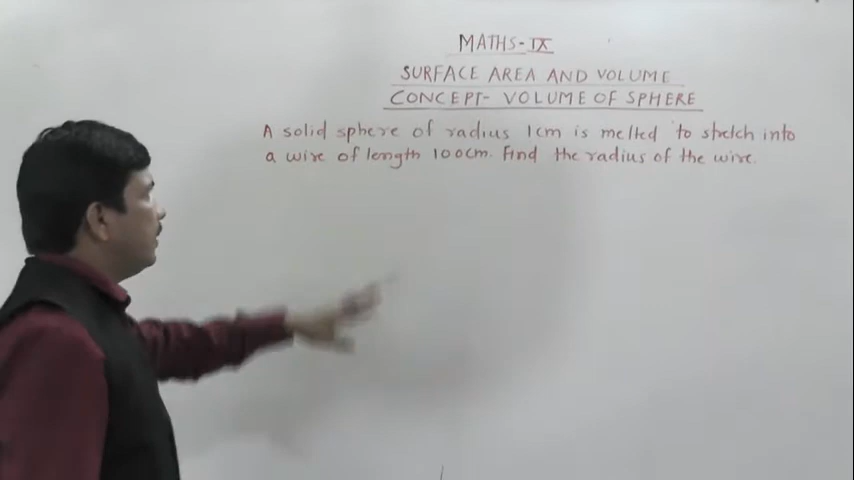 MATHS-IX
SURFACE AREA AND VOLUME
CONCEPT- VOLUME OF SPHERE
A solid sphere of radius 1cm is melted to stretch into
a wire of length 100cm. Find the radius of the wire.